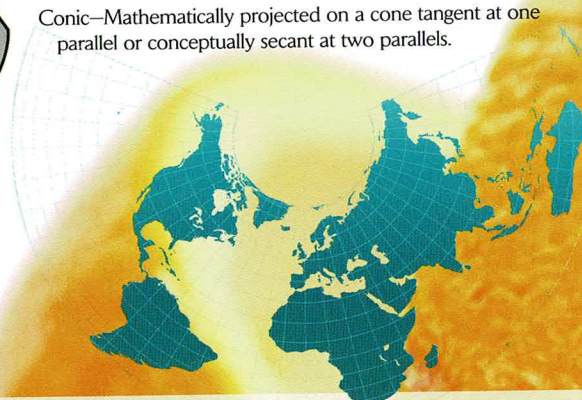 Conic—Mathematically projected on a cone tangent at one
parallel or conceptually secant at two parallels.